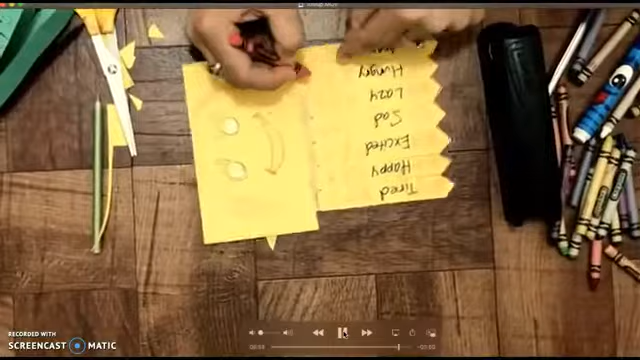 Tired
Happy
Excited
Sad
Lazy
Hungry
RECORDED WITH
SCREENCAST MATIC